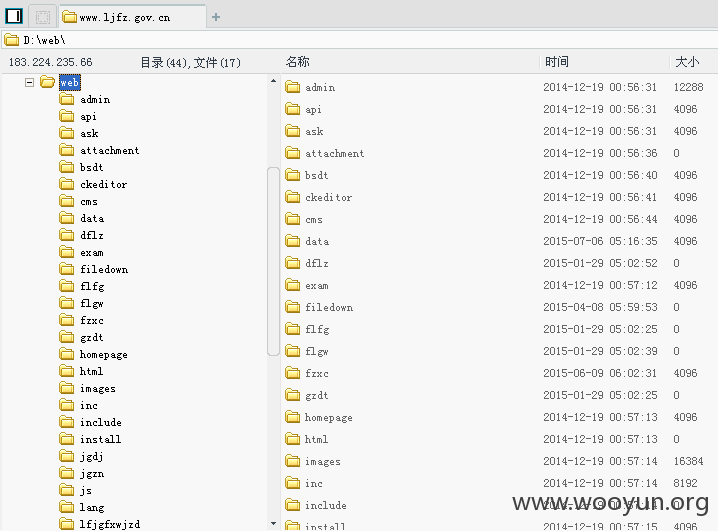 www.ljfz.gov.cn
D:\web\
183.224.235.66 目录(44),文件(17) 名称 时间 大小
web
admin
api
ask
attachment
bsdt
ckeditor
cms
data
dflz
exam
filedown
flfg
flgw
fzxc
gzdt
homepage
html
images
inc
include
install
jgdj
jgzn
js
lang
lfjgfxwjzd
admin 2014-12-19 00:56:31 12288
api 2014-12-19 00:56:31 4096
ask 2014-12-19 00:56:31 4096
attachment 2014-12-19 00:56:36 0
bsdt 2014-12-19 00:56:40 4096
ckeditor 2014-12-19 00:56:41 4096
cms 2014-12-19 00:56:44 4096
data 2015-07-06 05:16:35 4096
dflz 2015-01-29 05:02:52 0
exam 2014-12-19 00:57:12 4096
filedown 2015-04-08 05:59:53 0
flfg 2015-01-29 05:02:25 0
flgw 2015-01-29 05:02:39 0
fzxc 2015-06-09 06:02:31 4096
gzdt 2015-01-29 05:02:25 0
homepage 2014-12-19 00:57:13 4096
html 2014-12-19 00:57:13 0
images 2014-12-19 00:57:14 16384
inc 2014-12-19 00:57:14 8192
include
install
www.wooyun.org